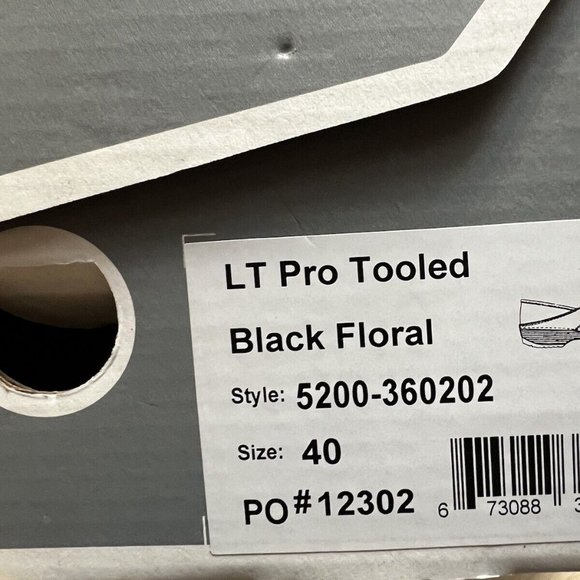 LT Pro Tooled
Black Floral
Style: 5200-360202
Size: 40
PO#12302
6 73088